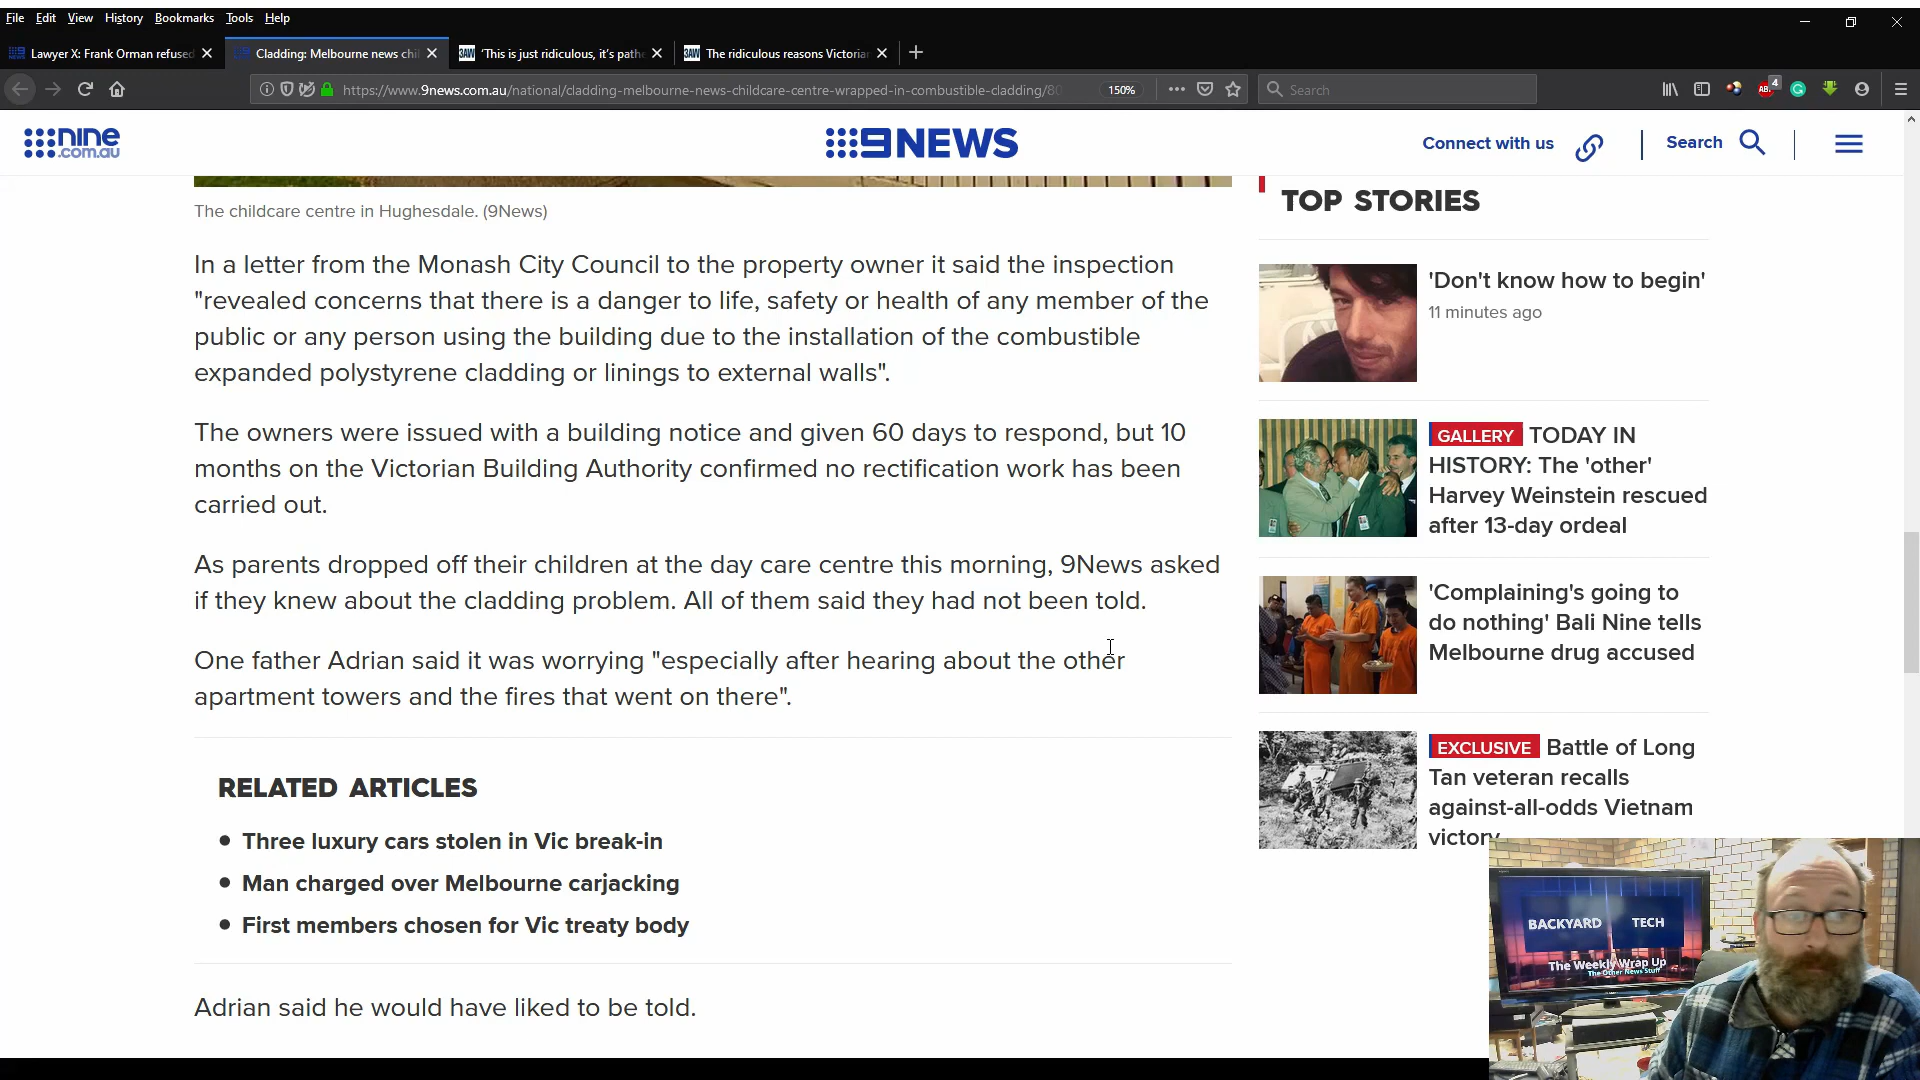 File Edit View History Bookmarks Tools Help
Lawyer X: Frank Orman refused
Cladding: Melbourne news chil
3AW 'This is just ridiculous, it's pathe
3AW The ridiculous reasons Victoria
https://www.9news.com.au/national/cladding-melbourne-news-childcare-centre-wrapped-in-combustible-cladding/80
150%
Search
4
nine
.com.au
9NEWS
Connect with us
Search
The childcare centre in Hughesdale. (9News)
In a letter from the Monash City Council to the property owner it said the inspection
"revealed concerns that there is a danger to life, safety or health of any member of the
public or any person using the building due to the installation of the combustible
expanded polystyrene cladding or linings to external walls".
The owners were issued with a building notice and given 60 days to respond, but 10
months on the Victorian Building Authority confirmed no rectification work has been
carried out.
As parents dropped off their children at the day care centre this morning, 9News asked
if they knew about the cladding problem. All of them said they had not been told.
One father Adrian said it was worrying "especially after hearing about the other
apartment towers and the fires that went on there".
RELATED ARTICLES
Three luxury cars stolen in Vic break-in
Man charged over Melbourne carjacking
First members chosen for Vic treaty body
Adrian said he would have liked to be told.
TOP STORIES
'Don't know how to begin'
11 minutes ago
GALLERY TODAY IN
HISTORY: The 'other'
Harvey Weinstein rescued
after 13-day ordeal
'Complaining's going to
do nothing' Bali Nine tells
Melbourne drug accused
EXCLUSIVE Battle of Long
Tan veteran recalls
against-all-odds Vietnam
victory
BACKYARD TECH
The Weekly Wrap Up
The Other News Stuff